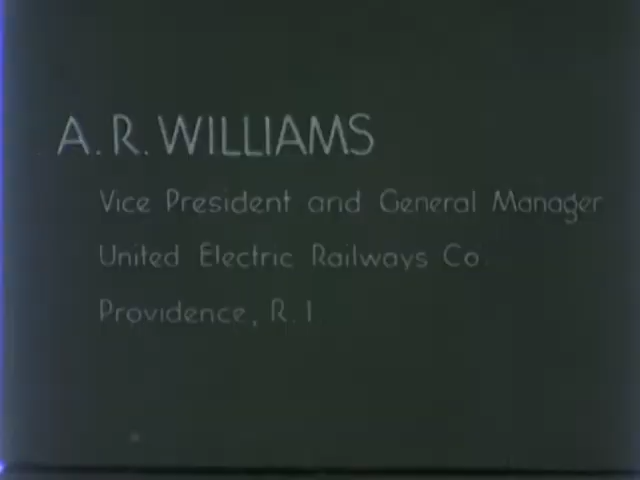 A. R. WILLIAMS
Vice President and General Manager
United Electric Railways Co.
Providence, R. I